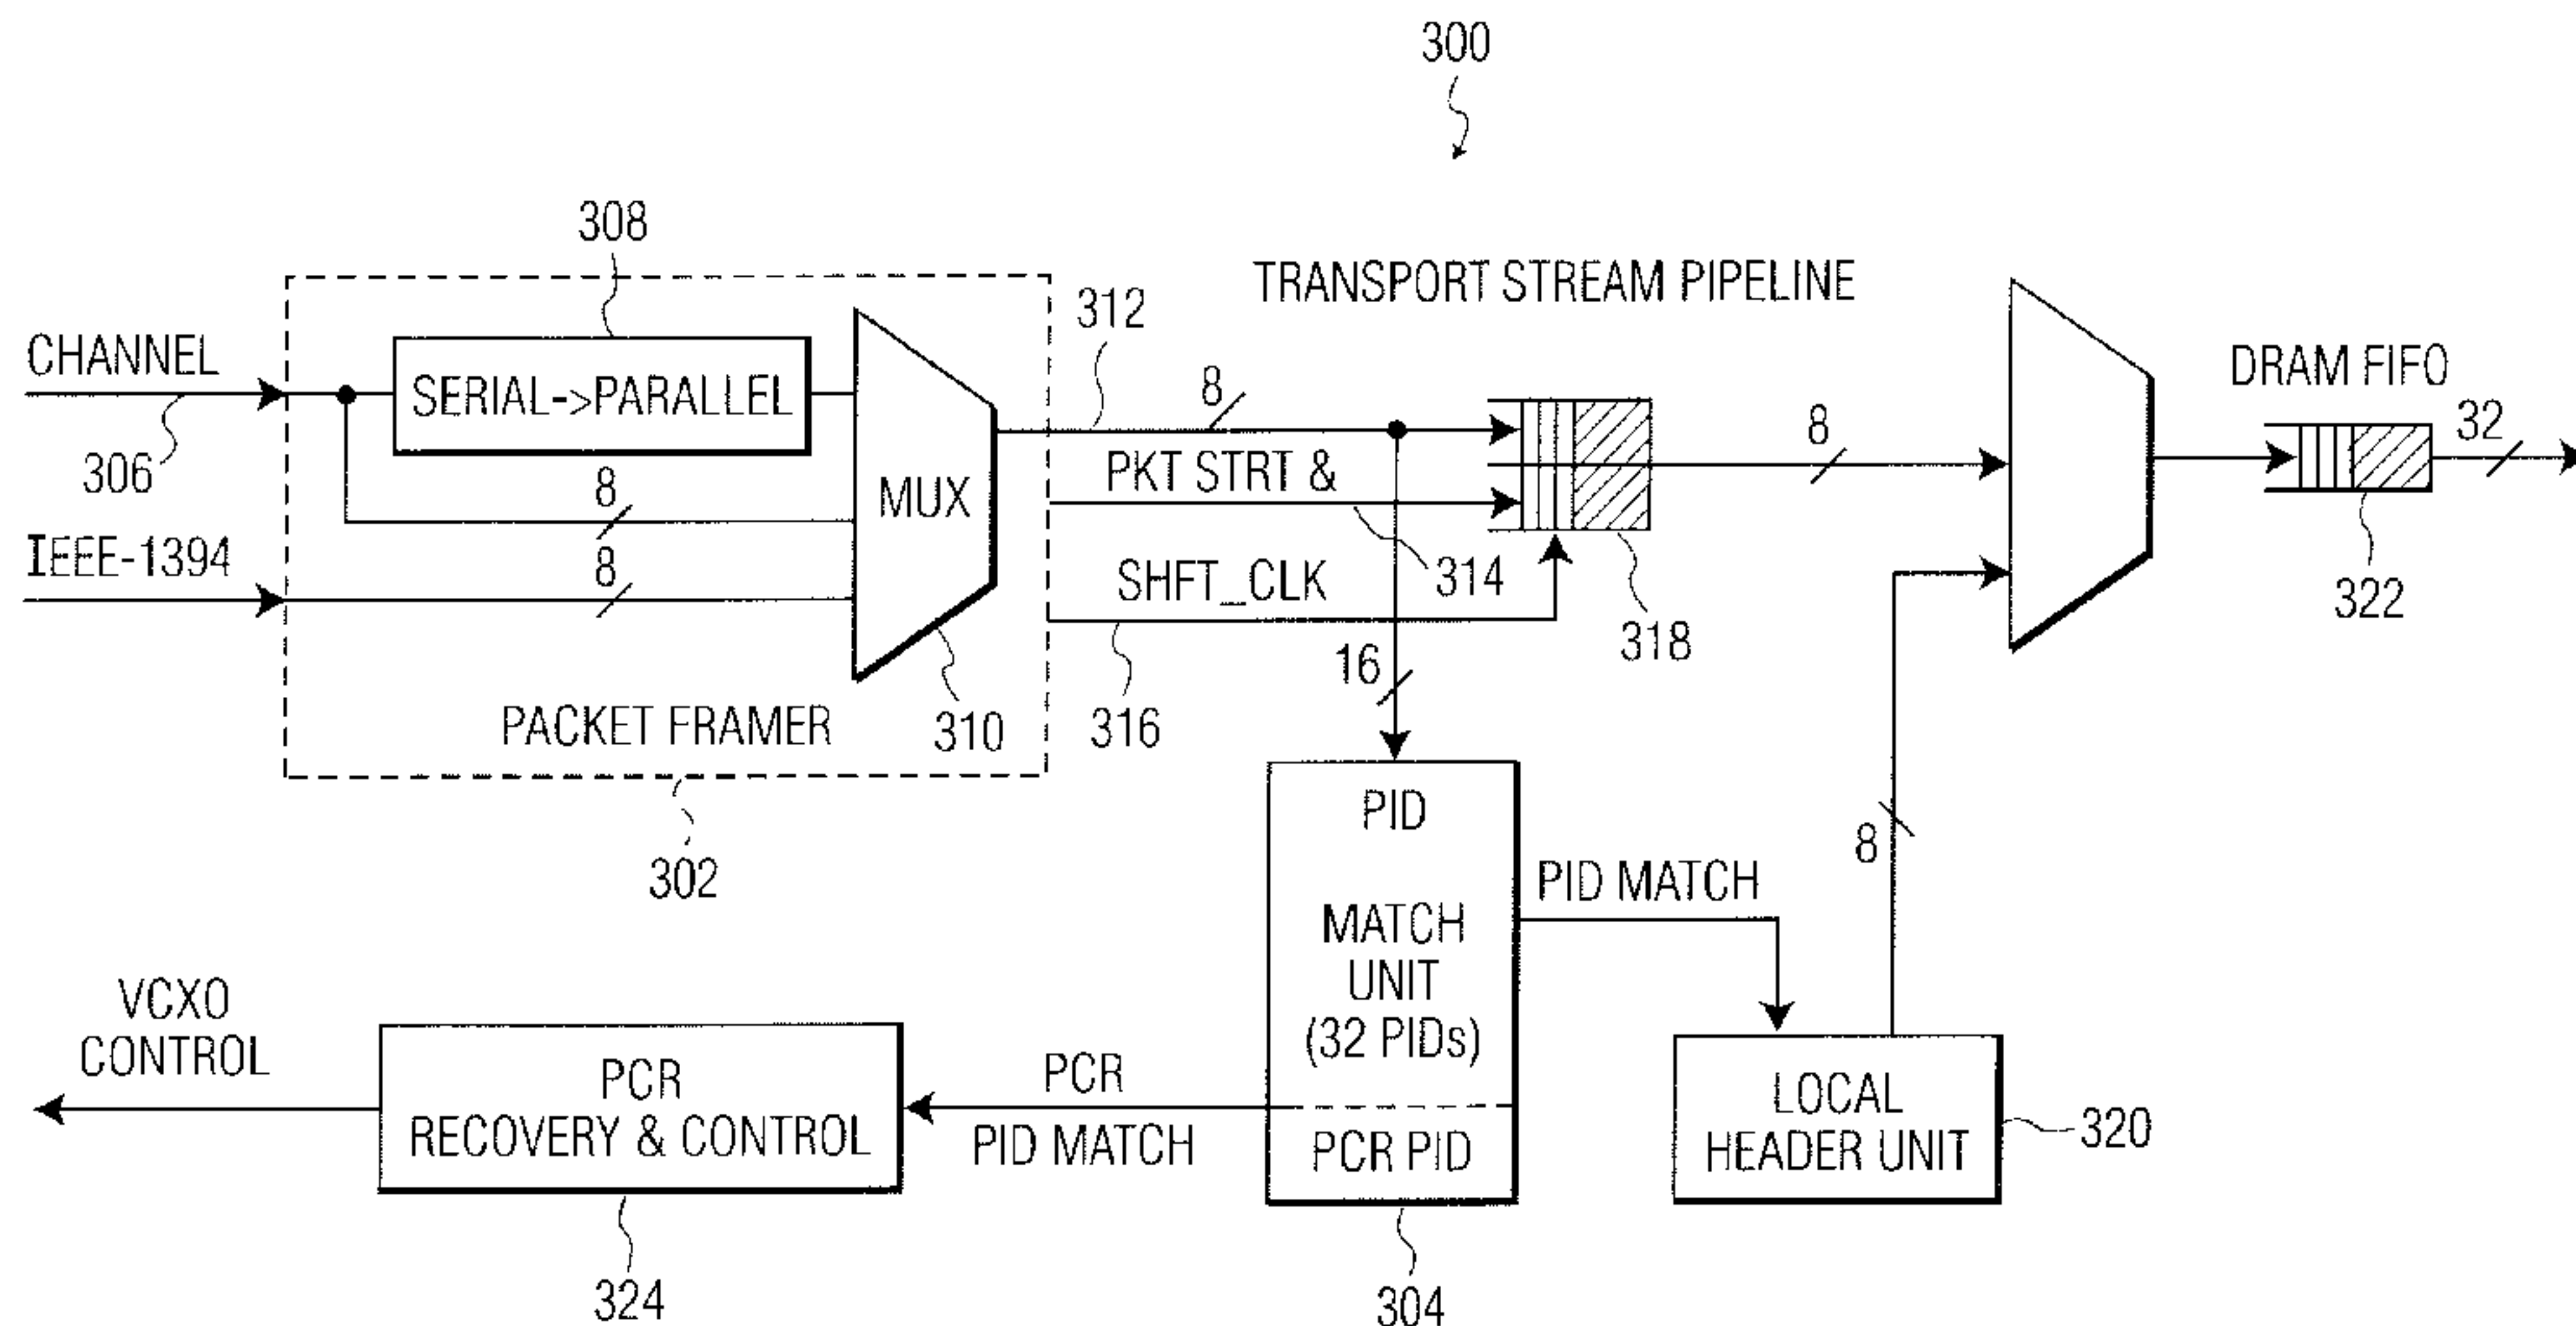 300
308
TRANSPORT STREAM PIPELINE
312
CHANNEL
SERIAL->PARALLEL
306
8
8
IEEE-1394
8
MUX
310
PACKET FRAMER
302
PKT STRT &
314
SHFT_CLK
316
318
16
8
DRAM FIFO
32
322
PID
MATCH
UNIT
(32 PIDs)
PCR PID
304
PID MATCH
8
LOCAL
HEADER UNIT
320
PCR
PID MATCH
PCR
RECOVERY & CONTROL
324
VCXO
CONTROL